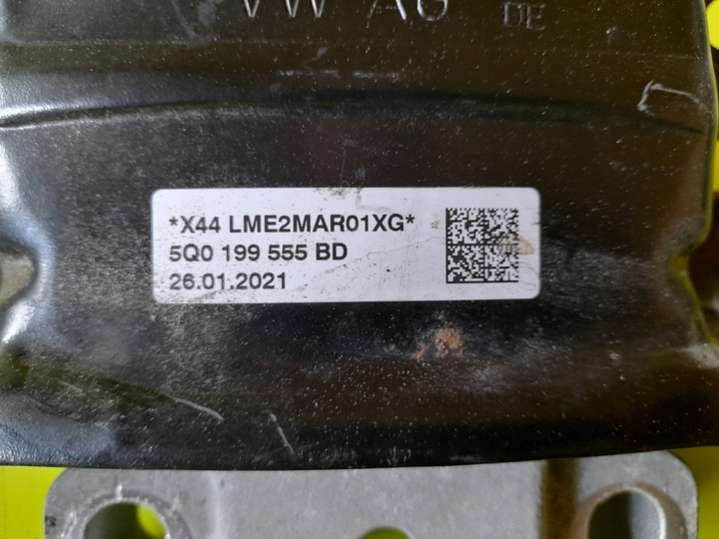 VW AG DE
*X44 LME2MAR01XG*
5Q0 199 555 BD
26.01.2021